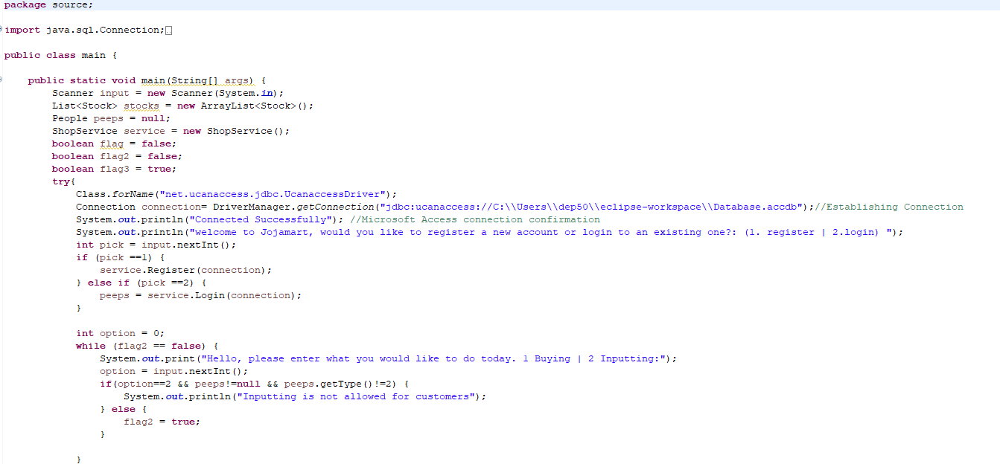 package source;
import java.sql.Connection;
public class main {
public static void main(String[] args) {
Scanner input = new Scanner(System.in);
List<Stock> stocks = new ArrayList<Stock>();
People peeps = null;
ShopService service = new ShopService();
boolean flag = false;
boolean flag2 = false;
boolean flag3 = true;
try{
Class.forName("net.ucanaccess.jdbc.UcanaccessDriver");
Connection connection= DriverManager.getConnection("jdbc:ucanaccess://C:\\Users\\dep50\\eclipse-workspace\\Database.accdb");//Establishing Connection
System.out.println("Connected Successfully"); //Microsoft Access connection confirmation
System.out.println("welcome to Jojamart, would you like to register a new account or login to an existing one?: (1. register | 2.login) ");
int pick = input.nextInt();
if (pick ==1) {
service.Register(connection);
} else if (pick ==2) {
peeps = service.Login(connection);
}
int option = 0;
while (flag2 == false) {
System.out.print("Hello, please enter what you would like to do today. 1 Buying | 2 Inputting:");
option = input.nextInt();
if(option==2 && peeps!=null && peeps.getType()!=2) {
System.out.println("Inputting is not allowed for customers");
} else {
flag2 = true;
}
}